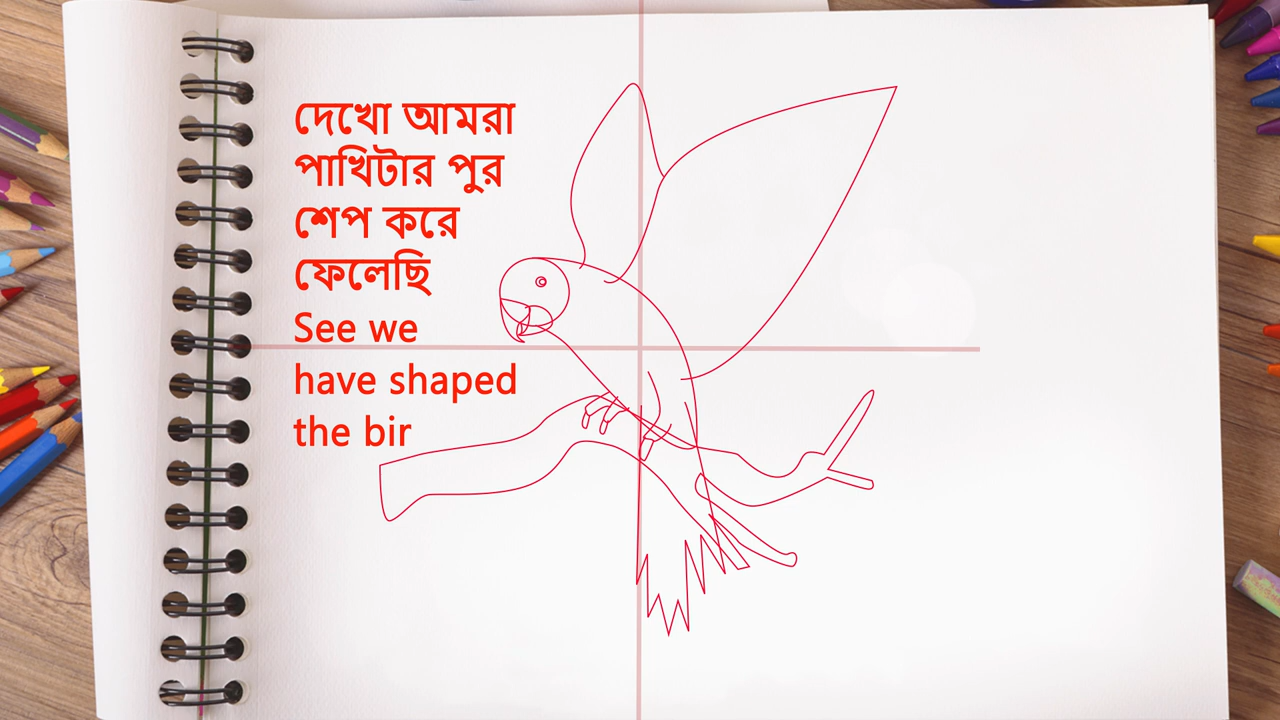 দেখো আমরা
পাখিটার পুর
শেপ করে
ফেলেছি
See we
have shaped
the bir